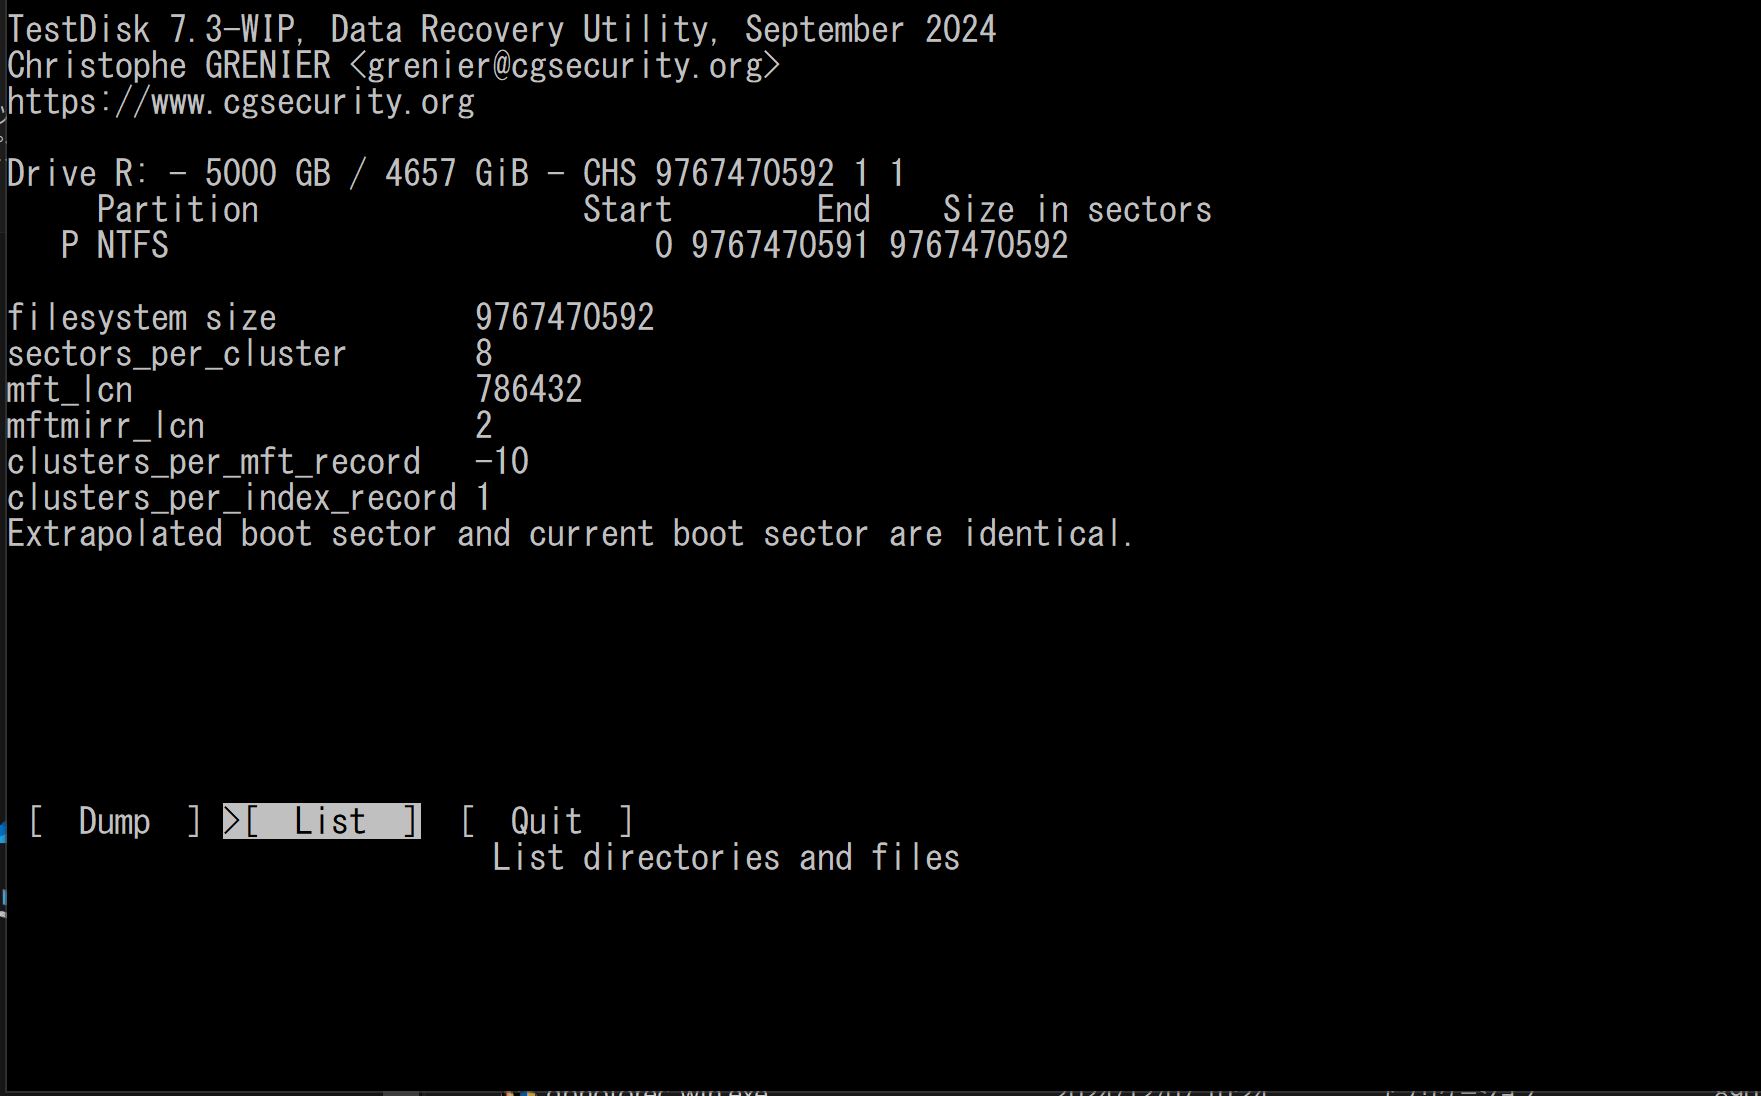 TestDisk 7.3-WIP, Data Recovery Utility, September 2024
Christophe GRENIER <grenier@cgsecurity.org>
https://www.cgsecurity.org
Drive R: - 5000 GB / 4657 GiB - CHS 9767470592 1 1
Partition Start End Size in sectors
P NTFS 0 9767470591 9767470592
filesystem size 9767470592
sectors_per_cluster 8
mft_lcn 786432
mftmirr_lcn 2
clusters_per_mft_record -10
clusters_per_index_record 1
Extrapolated boot sector and current boot sector are identical.
[ Dump ] >[ List ] [ Quit ]
List directories and files